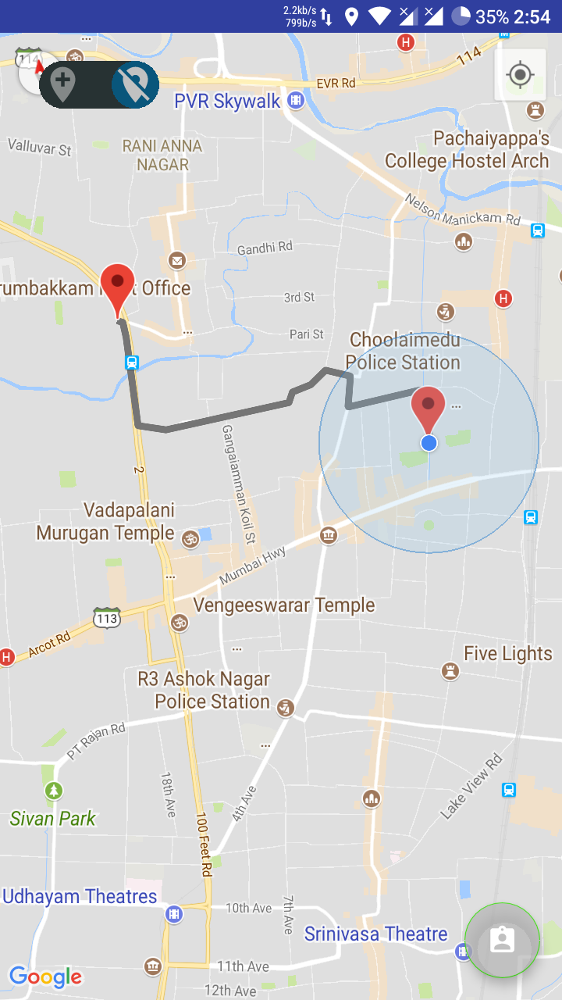 2.2kb/s
799b/s
35% 2:54
114
114
EVR Rd
PVR Skywalk
Pachaiyappa's
College Hostel Arch
Valluvar St
RANI ANNA
NAGAR
Nelson Manickam Rd
Gandhi Rd
rumbakkam
Office
3rd St
Pari St
Choolaimedu
Police Station
Gangaiamman Koil St
2
Vadapalani
Murugan Temple
Mumbai Hwy
Vengeeswarar Temple
113
Arcot Rd
Five Lights
R3 Ashok Nagar
Police Station
PT Rajan Rd
Lake View Rd
18th Ave
4th Ave
Sivan Park
100 Feet Rd
Udhayam Theatres
10th Ave
7th Ave
Srinivasa Theatre
11th Ave
Google
12th Ave